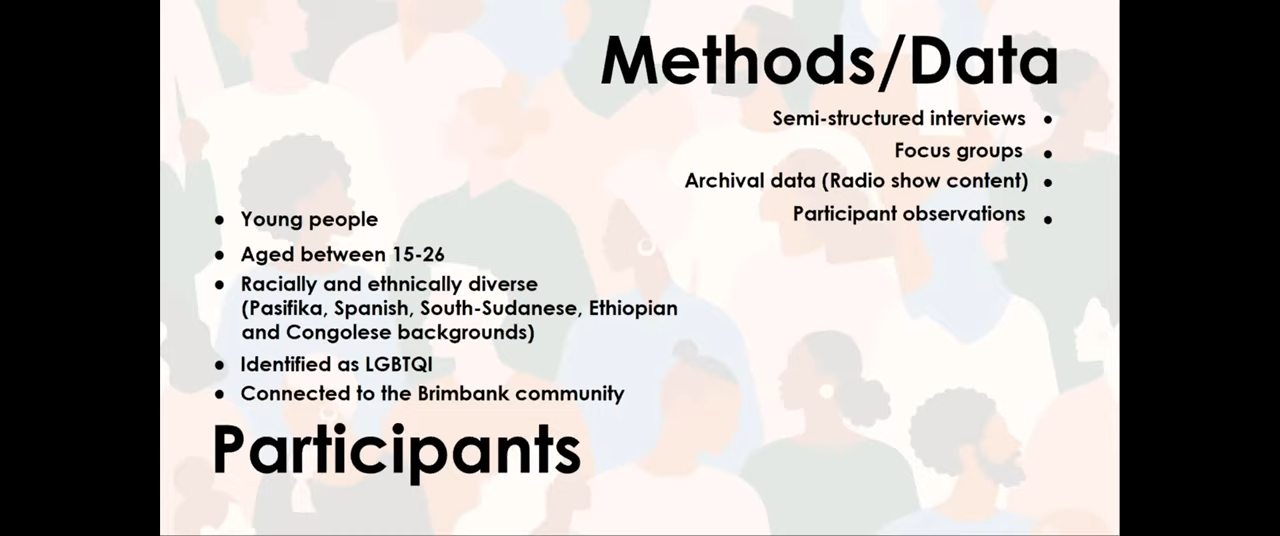 Methods/Data
Semi-structured interviews •
Focus groups •
Archival data (Radio show content) •
Participant observations •
• Young people
• Aged between 15-26
• Racially and ethnically diverse
(Pasifika, Spanish, South-Sudanese, Ethiopian
and Congolese backgrounds)
• Identified as LGBTQI
• Connected to the Brimbank community
Participants